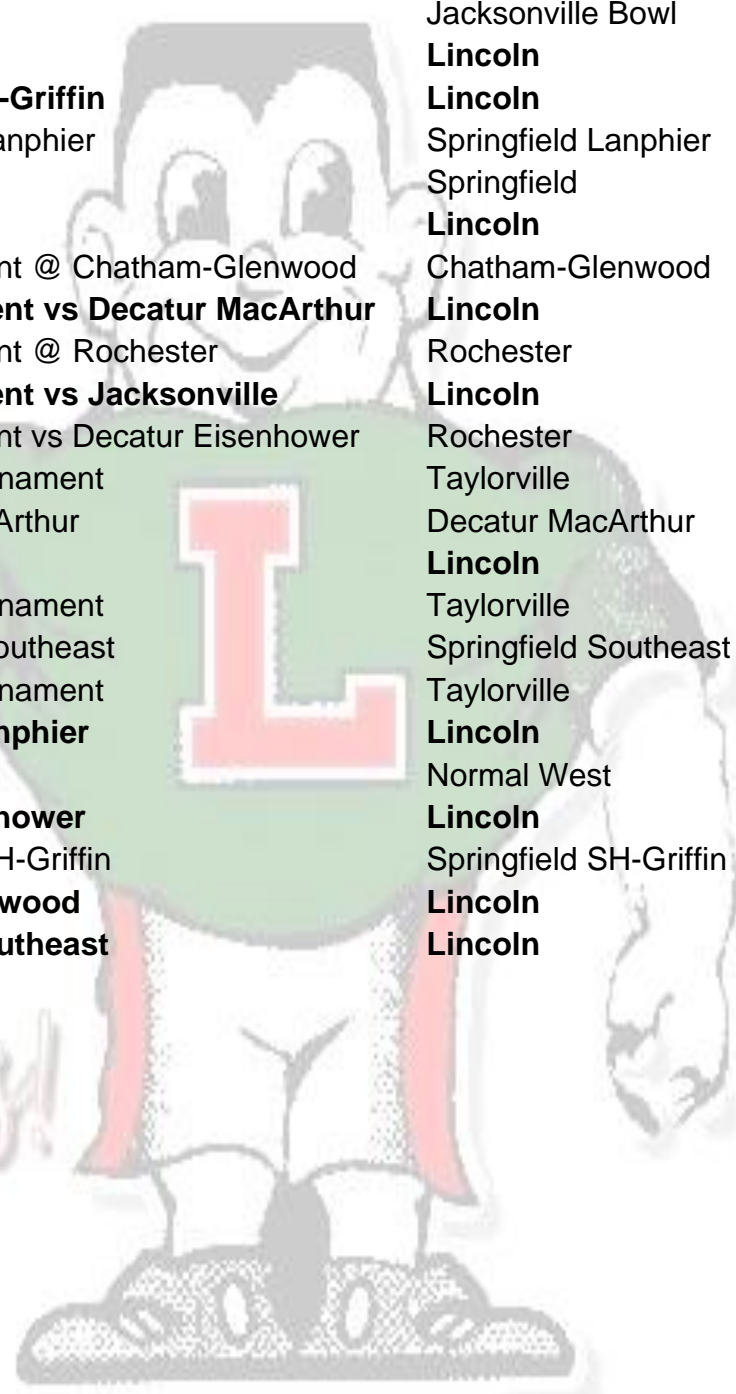 Jacksonville Bowl
Lincoln
-Griffin Lincoln
anphier Springfield Lanphier
Springfield
Lincoln
nt @ Chatham-Glenwood Chatham-Glenwood
ent vs Decatur MacArthur Lincoln
nt @ Rochester Rochester
ent vs Jacksonville Lincoln
nt vs Decatur Eisenhower Rochester
nament Taylorville
Arthur Decatur MacArthur
Lincoln
nament Taylorville
outheast Springfield Southeast
nament Taylorville
nphier Lincoln
Normal West
hower Lincoln
H-Griffin Springfield SH-Griffin
wood Lincoln
utheast Lincoln
L